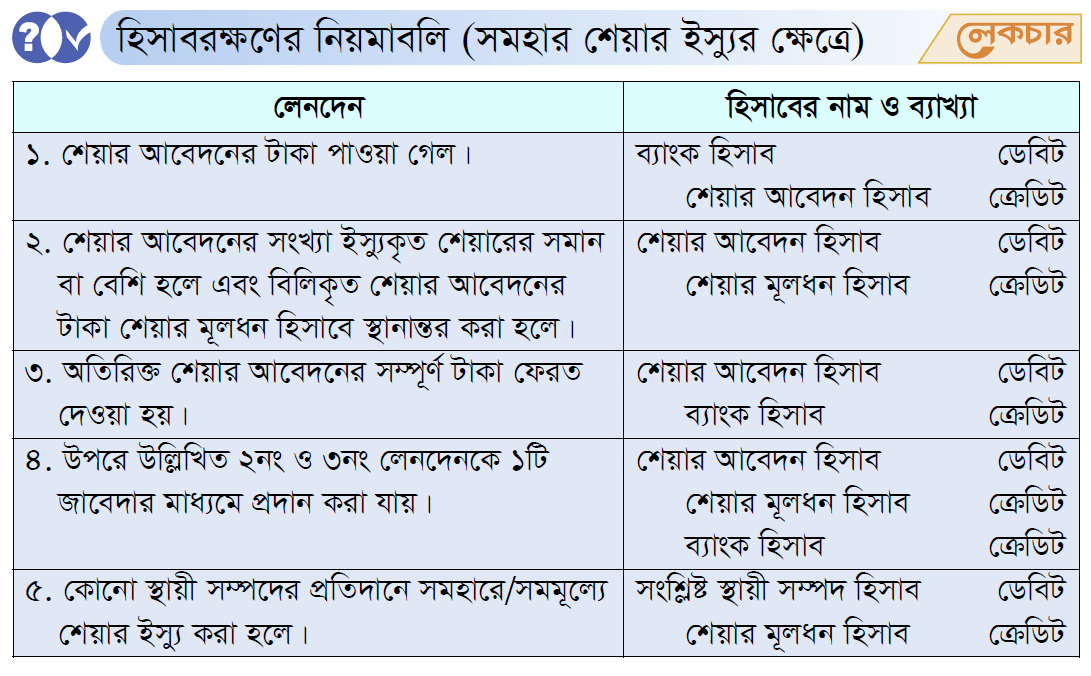 ?
হিসাবরক্ষণের নিয়মাবলি (সমহার শেয়ার ইস্যুর ক্ষেত্রে)
লেকচার
লেনদেন
হিসাবের নাম ও ব্যাখ্যা
১. শেয়ার আবেদনের টাকা পাওয়া গেল।
ব্যাংক হিসাব ডেবিট
শেয়ার আবেদন হিসাব ক্রেডিট
২. শেয়ার আবেদনের সংখ্যা ইস্যুকৃত শেয়ারের সমান
বা বেশি হলে এবং বিলিকৃত শেয়ার আবেদনের
টাকা শেয়ার মূলধন হিসাবে স্থানান্তর করা হলে।
শেয়ার আবেদন হিসাব ডেবিট
শেয়ার মূলধন হিসাব ক্রেডিট
৩. অতিরিক্ত শেয়ার আবেদনের সম্পূর্ণ টাকা ফেরত
দেওয়া হয়।
শেয়ার আবেদন হিসাব ডেবিট
ব্যাংক হিসাব ক্রেডিট
৪. উপরে উল্লিখিত ২নং ও ৩নং লেনদেনকে ১টি
জাবেদার মাধ্যমে প্রদান করা যায়।
শেয়ার আবেদন হিসাব ডেবিট
শেয়ার মূলধন হিসাব ক্রেডিট
ব্যাংক হিসাব ক্রেডিট
৫. কোনো স্থায়ী সম্পদের প্রতিদানে সমহারে/সমমূল্যে
শেয়ার ইস্যু করা হলে।
সংশ্লিষ্ট স্থায়ী সম্পদ হিসাব ডেবিট
শেয়ার মূলধন হিসাব ক্রেডিট